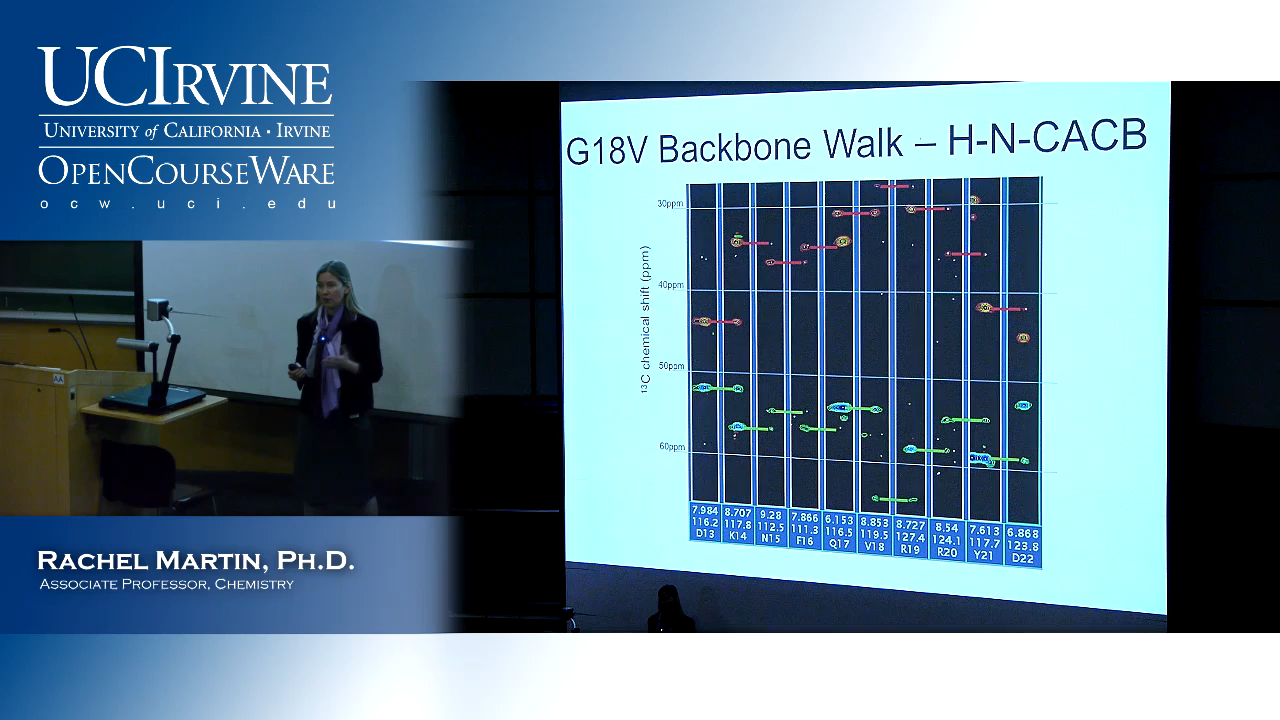 UCIRVINE
UNIVERSITY of CALIFORNIA · IRVINE
OPENCOURSEWARE
ocw.uci.edu
RACHEL MARTIN, PH.D.
ASSOCIATE PROFESSOR, CHEMISTRY
G18V Backbone Walk – H-N-CACB
30ppm
40ppm
50ppm
60ppm
¹³C chemical shift (ppm)
7.984 8.707 9.28 7.866 6.153 8.853 8.727 8.54 7.613 6.868
116.2 117.8 112.5 111.3 116.5 119.5 127.4 124.1 117.7 123.8
D13 K14 N15 F16 Q17 V18 R19 R20 Y21 D22